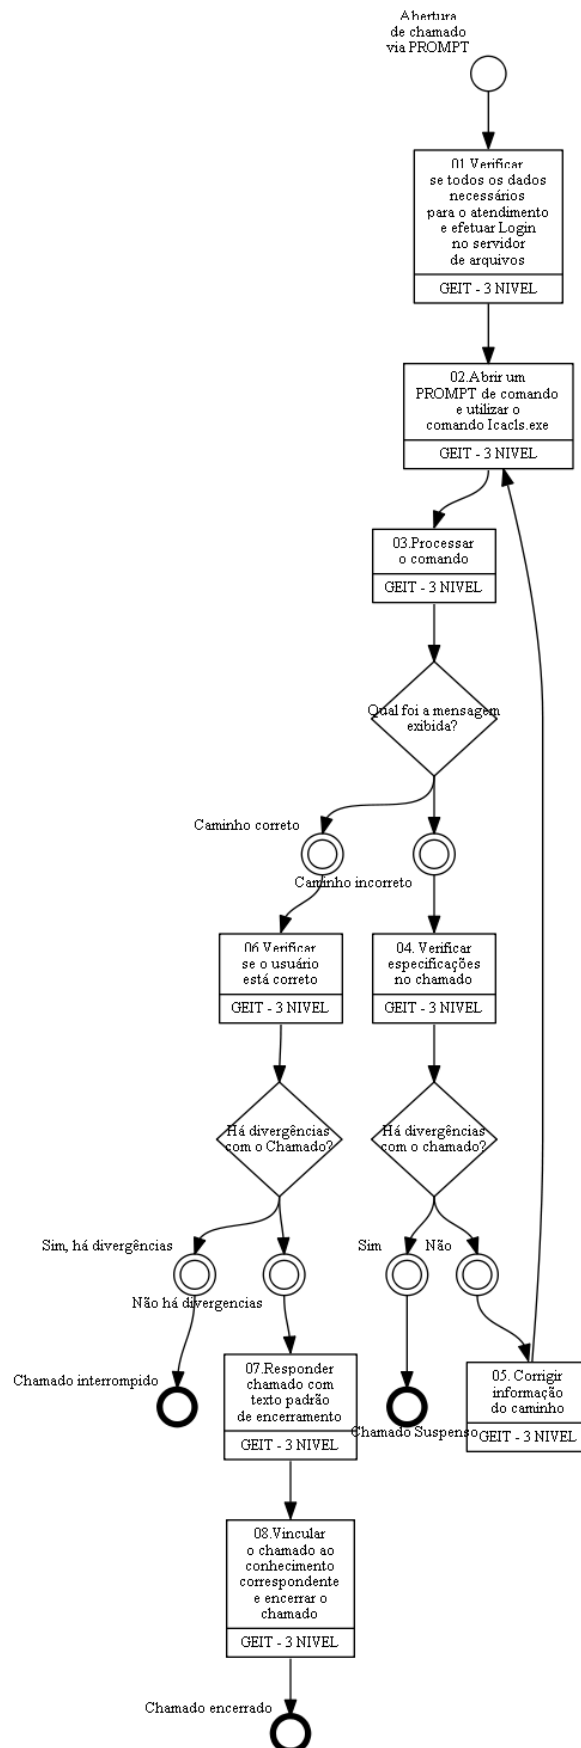 Abertura
de chamado
via PROMPT
01.Verificar
se todos os dados
necessários
para o atendimento
e efetuar Login
no servidor
de arquivos
GEIT - 3 NIVEL
02.Abrir um
PROMPT de comando
e utilizar o
comando Icacls.exe
GEIT - 3 NIVEL
03.Processar
o comando
GEIT - 3 NIVEL
Qual foi a mensagem
exibida?
Caminho correto
Caminho incorreto
06.Verificar
se o usuário
está correto
GEIT - 3 NIVEL
04. Verificar
especificações
no chamado
GEIT - 3 NIVEL
Há divergências
com o Chamado?
Há divergências
com o chamado?
Sim, há divergências
Não há divergencias
Sim
Não
Chamado interrompido
07.Responder
chamado com
texto padrão
de encerramento
GEIT - 3 NIVEL
Chamado Suspenso
05. Corrigir
informação
do caminho
GEIT - 3 NIVEL
08.Vincular
o chamado ao
conhecimento
correspondente
e encerrar o
chamado
GEIT - 3 NIVEL
Chamado encerrado